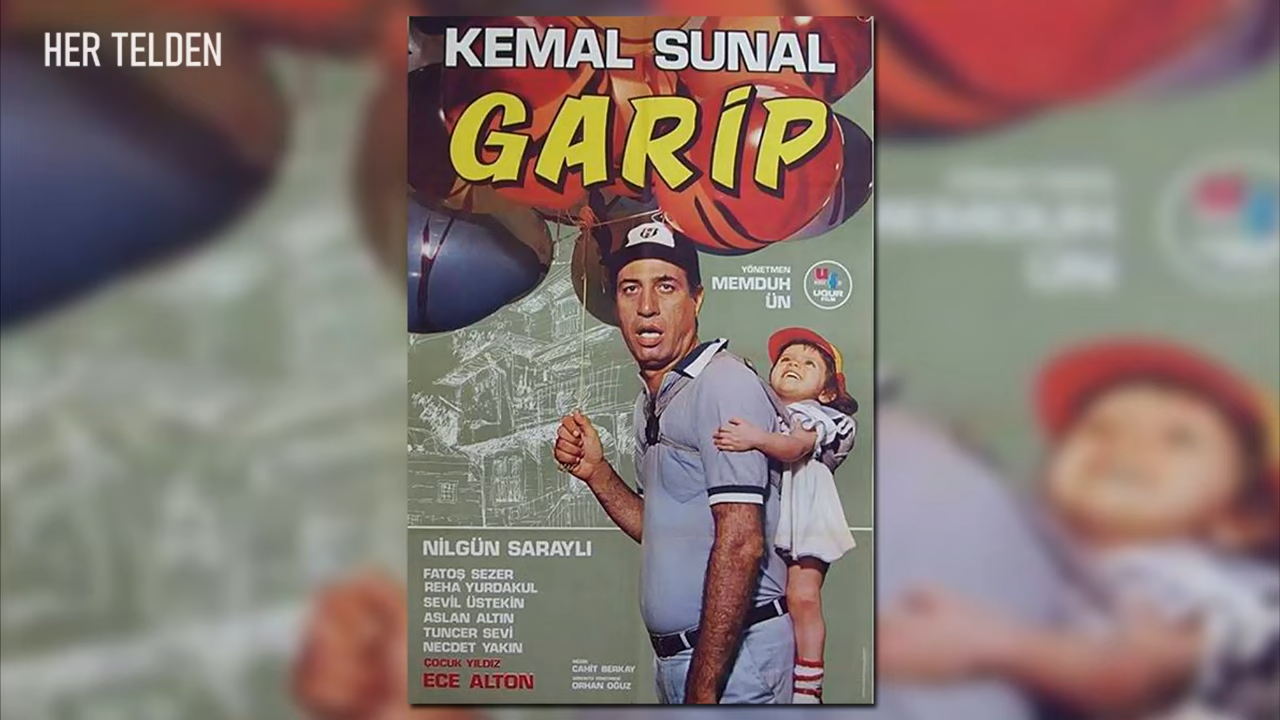 HER TELDEN
KEMAL SUNAL
GARİP
YÖNETMEN
MEMDUH
ÜN
UĞUR
FİLM
NİLGÜN SARAYLI
FATOŞ SEZER
REHA YURDAKUL
SEVİL ÜSTEKİN
ASLAN ALTIN
TUNCER SEVİ
NECDET YAKIN
ÇOCUK YILDIZ
ECE ALTON
CAHİT BERKAY
ORHAN OĞUZ